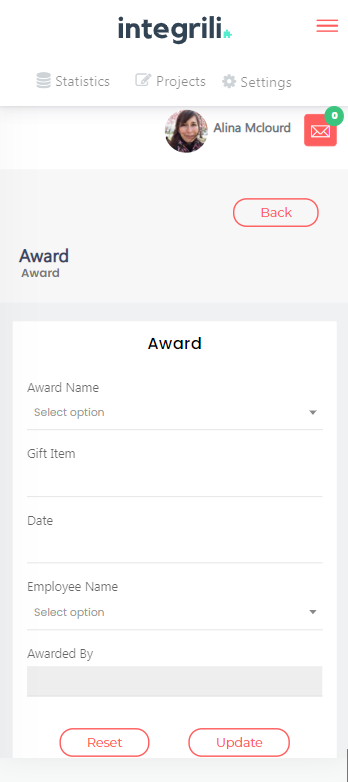 integrili
Statistics Projects Settings
Alina Mclourd
0
Back
Award
Award
Award
Award Name
Select option
Gift Item
Date
Employee Name
Select option
Awarded By
Reset Update